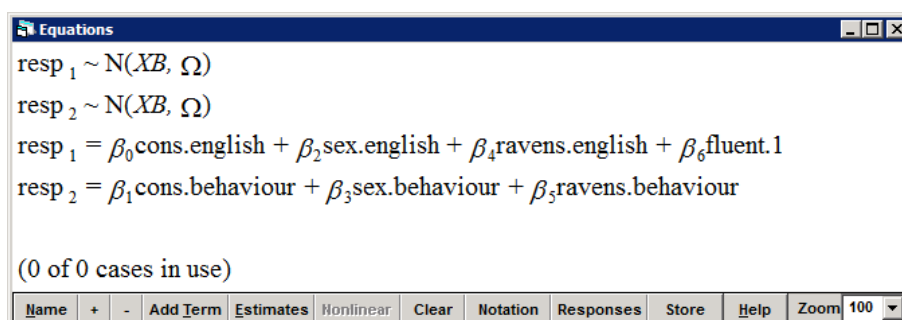 Equations
resp ₁ ~ N(XB, Ω)
resp ₂ ~ N(XB, Ω)
resp ₁ = β₀cons.english + β₂sex.english + β₄ravens.english + β₆fluent.1
resp ₂ = β₁cons.behaviour + β₃sex.behaviour + β₅ravens.behaviour
(0 of 0 cases in use)
Name + - Add Term Estimates Nonlinear Clear Notation Responses Store Help Zoom 100